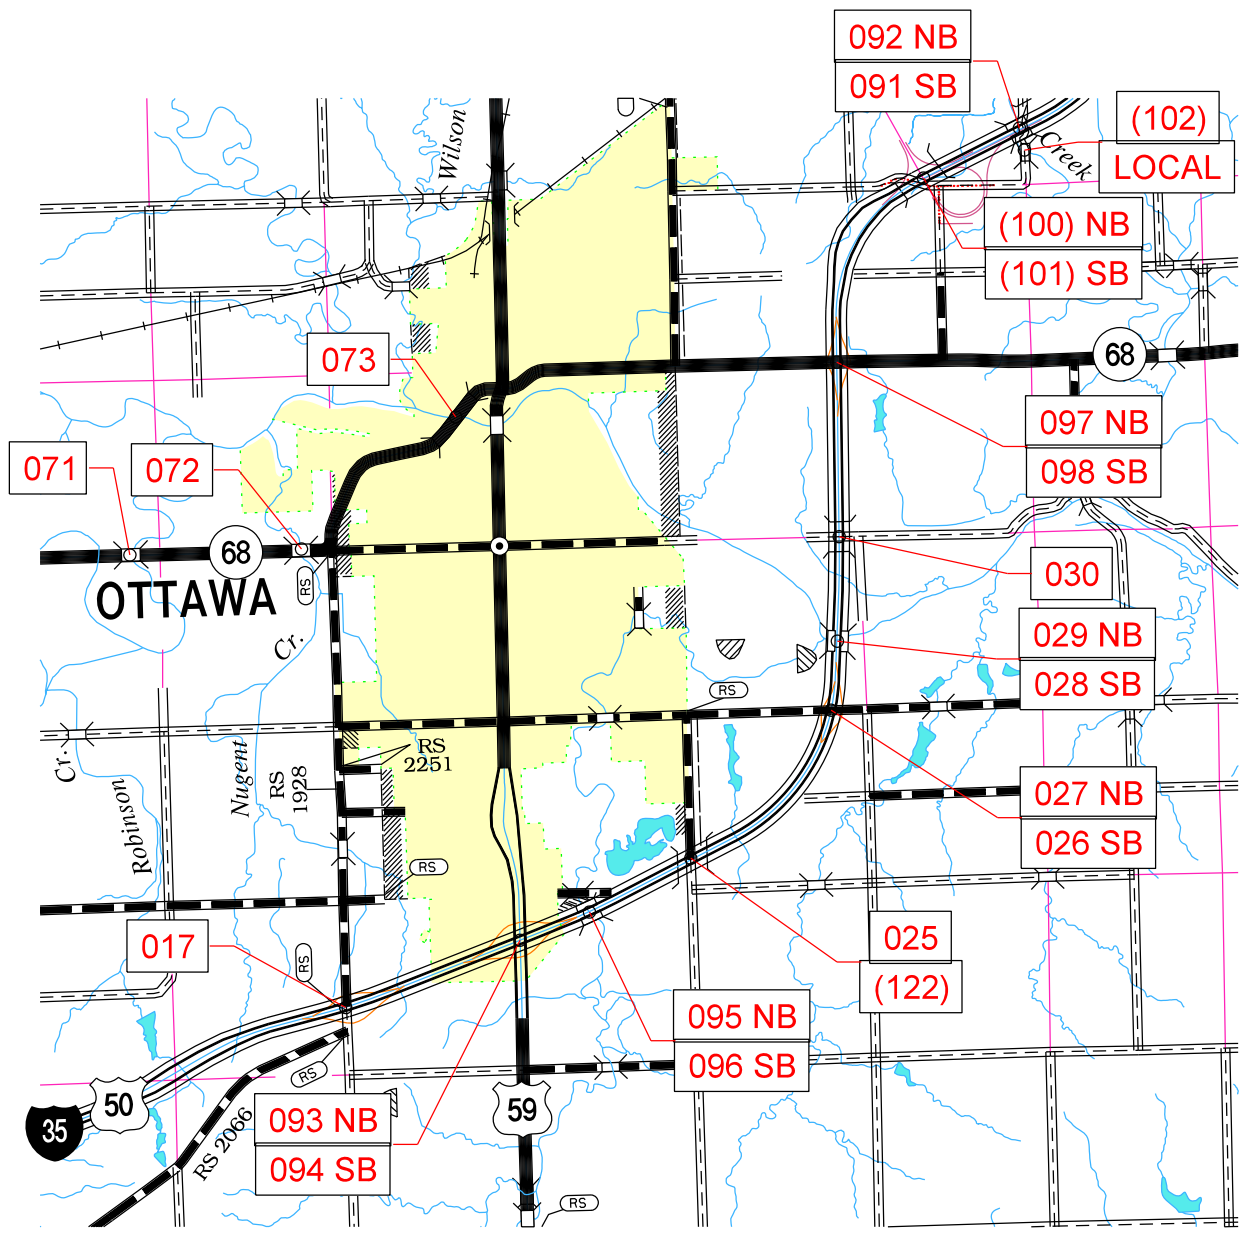 092 NB
091 SB
(102)
LOCAL
Wilson
Creek
(100) NB
(101) SB
073
68
097 NB
098 SB
071
072
68
OTTAWA
RS
030
Cr.
029 NB
028 SB
RS
Cr.
Nugent
RS
2251
RS
1928
027 NB
026 SB
Robinson
RS
017
RS
025
(122)
095 NB
096 SB
RS
50
35
RS 2066
093 NB
094 SB
59
RS